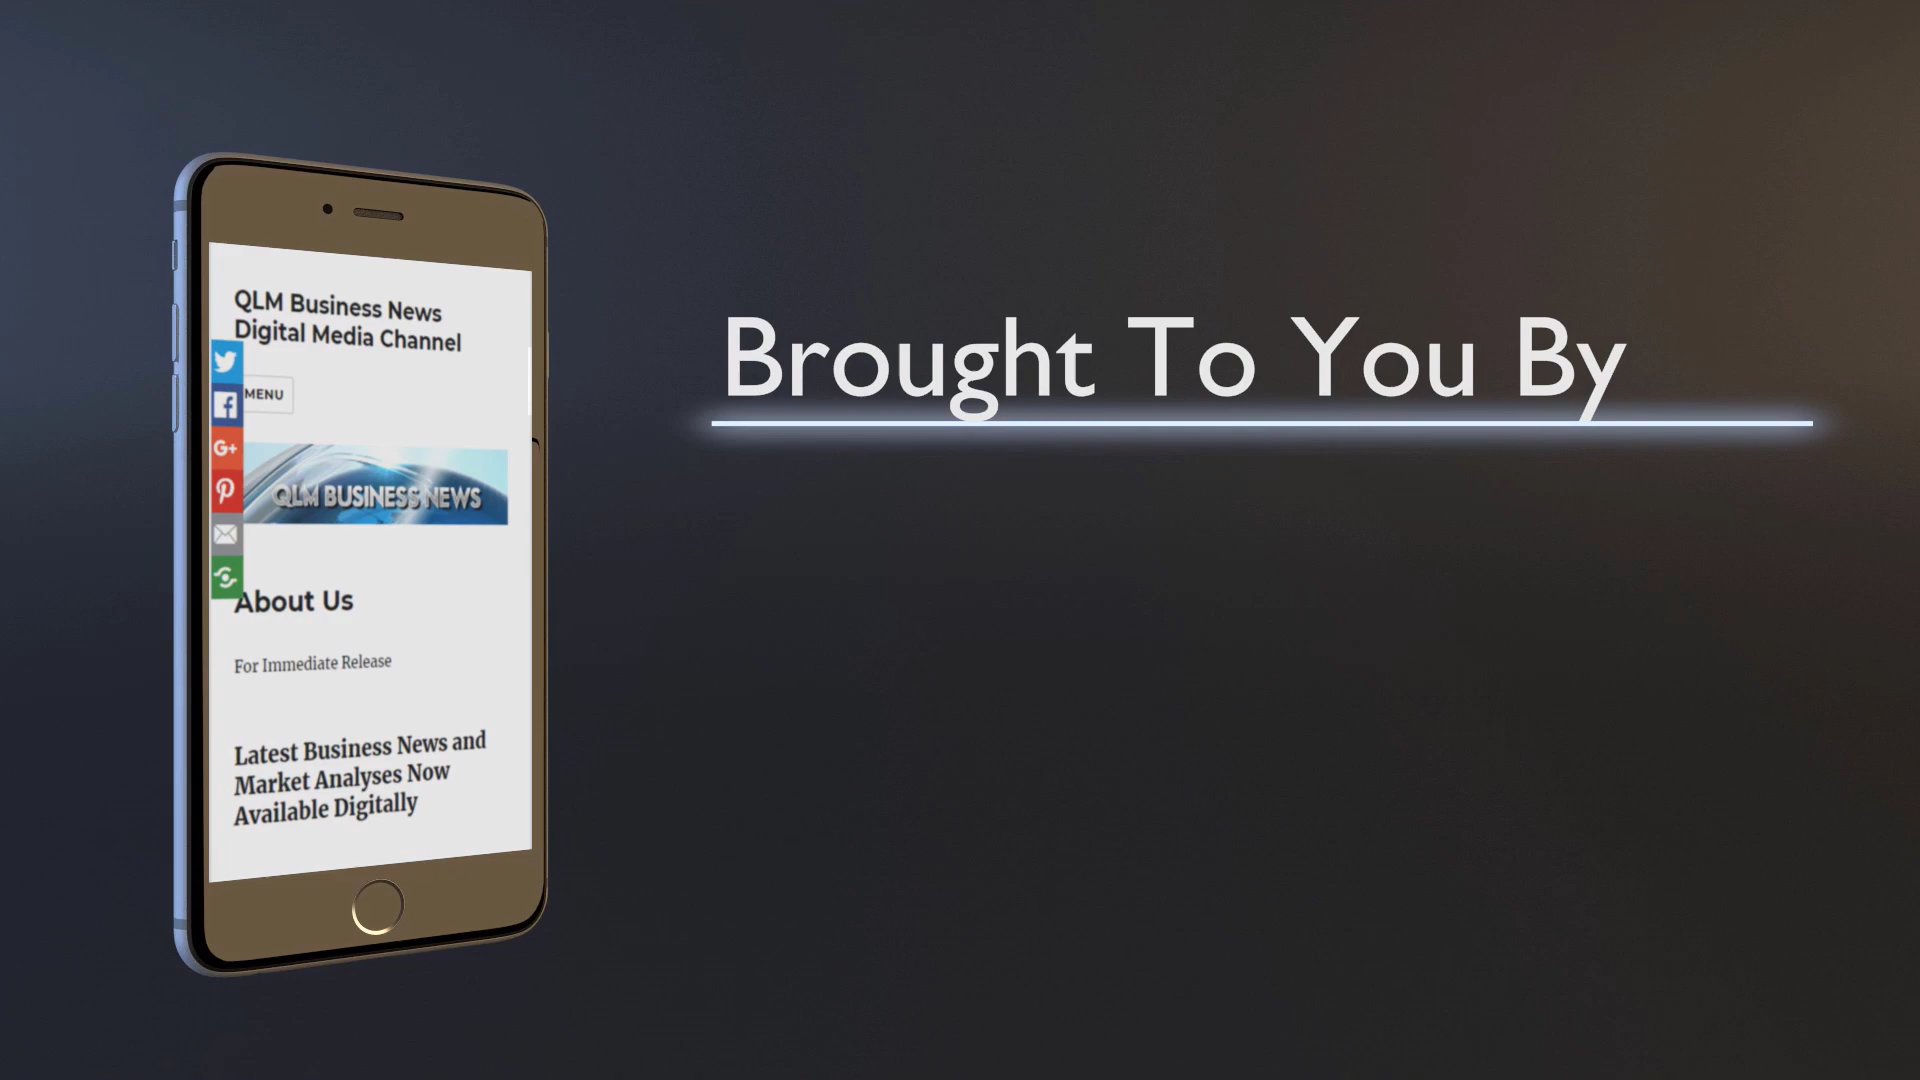 QLM Business News
Digital Media Channel
MENU
QLM BUSINESS NEWS
About Us
For Immediate Release
Latest Business News and
Market Analyses Now
Available Digitally
Brought To You By